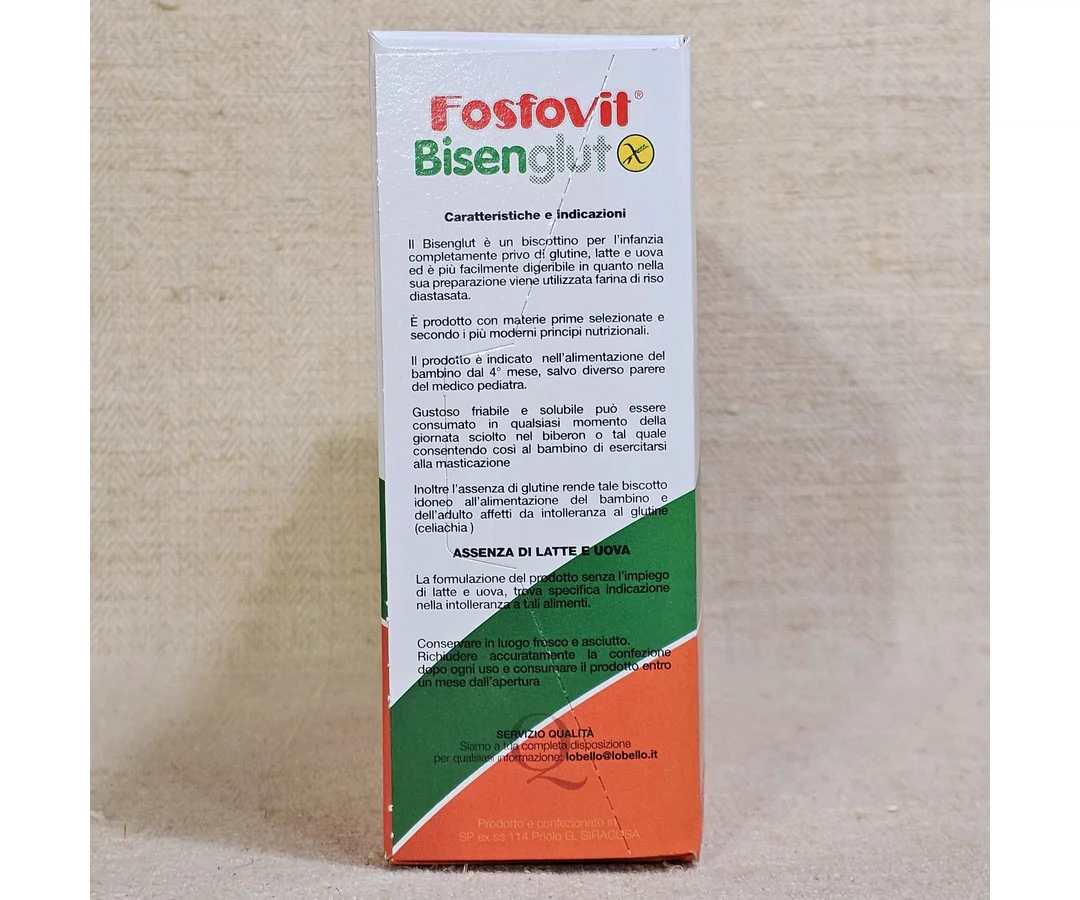 Fosfovit®
Bisenglut
Caratteristiche e indicazioni
Il Bisenglut è un biscottino per l'infanzia
completamente privo di glutine, latte e uova
ed è più facilmente digeribile in quanto nella
sua preparazione viene utilizzata farina di riso
diastasata.
È prodotto con materie prime selezionate e
secondo i più moderni principi nutrizionali.
Il prodotto è indicato nell'alimentazione del
bambino dal 4° mese, salvo diverso parere
del medico pediatra.
Gustoso friabile e solubile può essere
consumato in qualsiasi momento della
giornata sciolto nel biberon o tal quale
consentendo così al bambino di esercitarsi
alla masticazione
Inoltre l'assenza di glutine rende tale biscotto
idoneo all'alimentazione del bambino e
dell'adulto affetti da intolleranza al glutine
(celiachia )
ASSENZA DI LATTE E UOVA
La formulazione del prodotto senza l'impiego
di latte e uova, trova specifica indicazione
nella intolleranza a tali alimenti.
Conservare in luogo fresco e asciutto.
Richiudere accuratamente la confezione
dopo ogni uso e consumare il prodotto entro
un mese dall'apertura
Q
SERVIZIO QUALITÀ
Siamo a tua completa disposizione
per qualsiasi informazione: lobello@lobello.it
Prodotto e confezionato in
SP ex ss 114 Priolo G. SIRACUSA